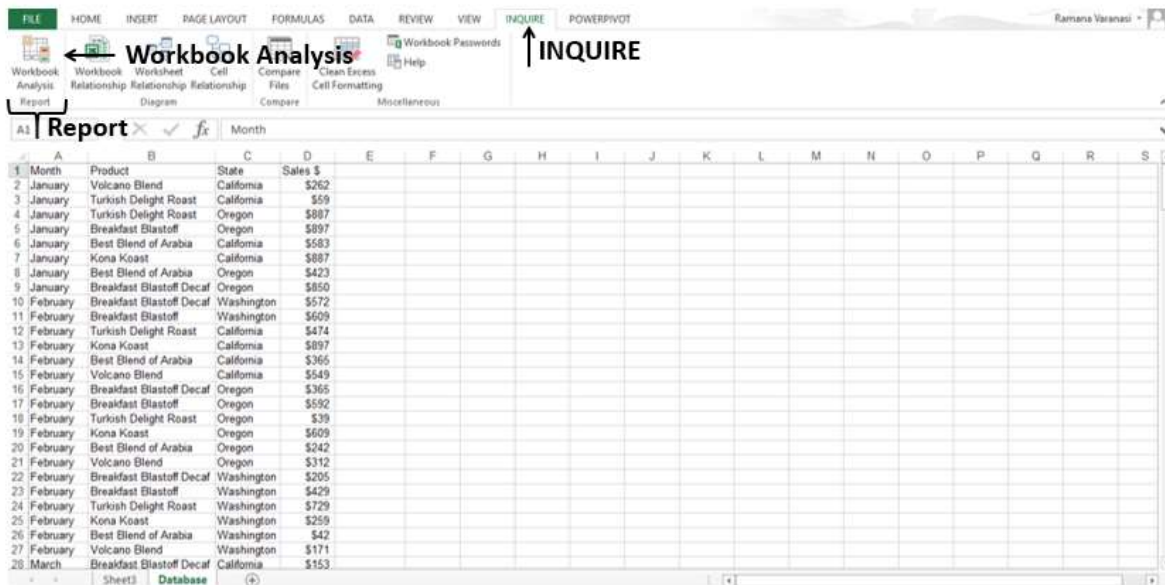 FILE HOME INSERT PAGE LAYOUT FORMULAS DATA REVIEW VIEW INQUIRE POWERPIVOT Ramana Varanasi
Workbook Analysis
INQUIRE
Workbook Passwords
Help
Workbook Analysis
Workbook Relationship
Worksheet Relationship
Cell Relationship
Compare Files
Clean Excess Cell Formatting
Report Diagram Compare Miscellaneous
Report
A1 fx Month
A B C D E F G H I J K L M N O P Q R S
1 Month Product State Sales $
2 January Volcano Blend California $262
3 January Turkish Delight Roast California $59
4 January Turkish Delight Roast Oregon $887
5 January Breakfast Blastoff Oregon $897
6 January Best Blend of Arabia California $583
7 January Kona Koast California $887
8 January Best Blend of Arabia Oregon $423
9 January Breakfast Blastoff Decaf Oregon $850
10 February Breakfast Blastoff Decaf Washington $572
11 February Breakfast Blastoff Washington $609
12 February Turkish Delight Roast California $474
13 February Kona Koast California $897
14 February Best Blend of Arabia California $365
15 February Volcano Blend California $549
16 February Breakfast Blastoff Decaf Oregon $365
17 February Breakfast Blastoff Oregon $592
18 February Turkish Delight Roast Oregon $39
19 February Kona Koast Oregon $609
20 February Best Blend of Arabia Oregon $242
21 February Volcano Blend Oregon $312
22 February Breakfast Blastoff Decaf Washington $205
23 February Breakfast Blastoff Washington $429
24 February Turkish Delight Roast Washington $729
25 February Kona Koast Washington $259
26 February Best Blend of Arabia Washington $42
27 February Volcano Blend Washington $171
28 March Breakfast Blastoff Decaf California $153
Sheet3 Database